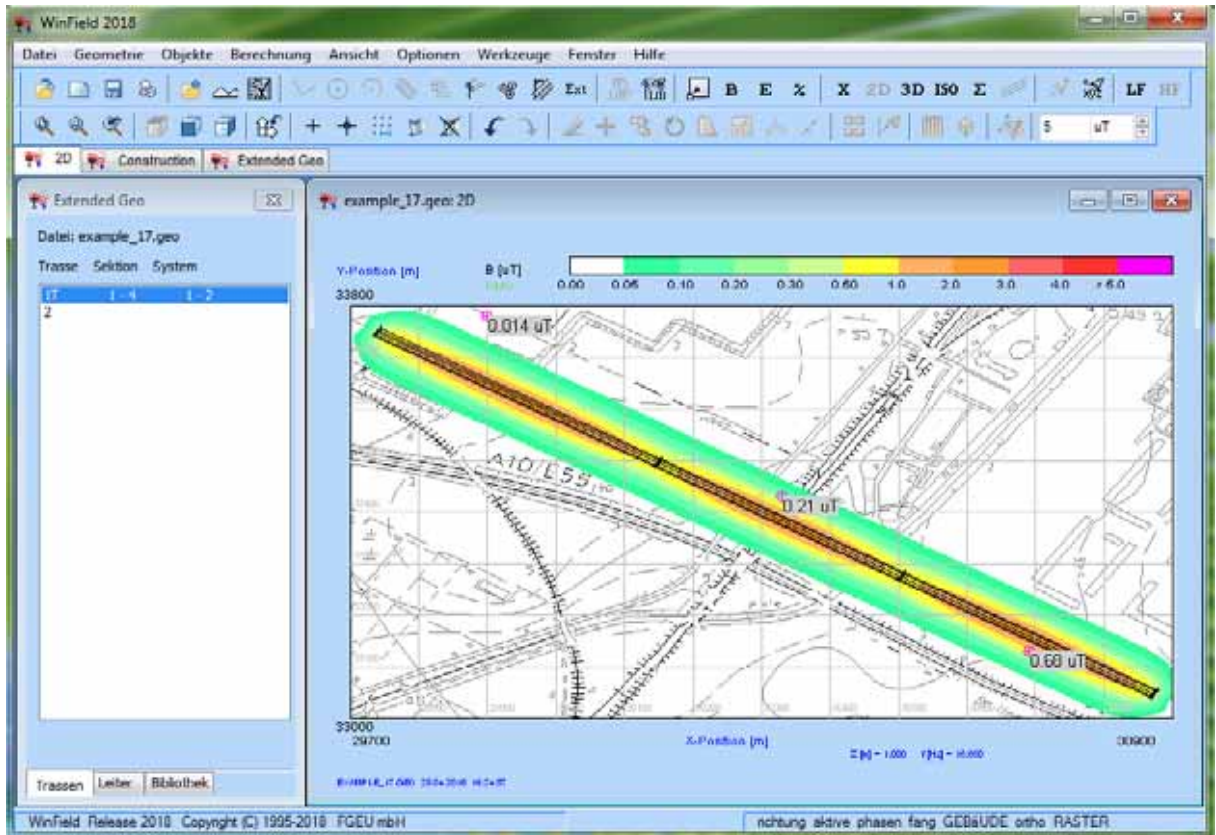 WinField 2018
Datei Geometrie Objekte Berechnung Ansicht Optionen Werkzeuge Fenster Hilfe
Ext B E X 2D 3D ISO Σ LF HF
5 uT
2D Construction Extended Geo
Extended Geo
Datei: example_17.geo
Trasse Sektion System
1T 1 - 4 1 - 2
2
Trassen Leiter Bibliothek
example_17.geo: 2D
Y-Position [m] B [uT]
0.00 0.05 0.10 0.20 0.30 0.60 1.0 2.0 3.0 4.0 > 6.0
33800
0.014 uT
A10/E55
0.21 uT
0.68 uT
33000
29700 X-Position [m] 30900
WinField Release 2018 Copyright (C) 1995-2018 FGEU mbH
richtung aktive phasen fang GEBäUDE ortho RASTER